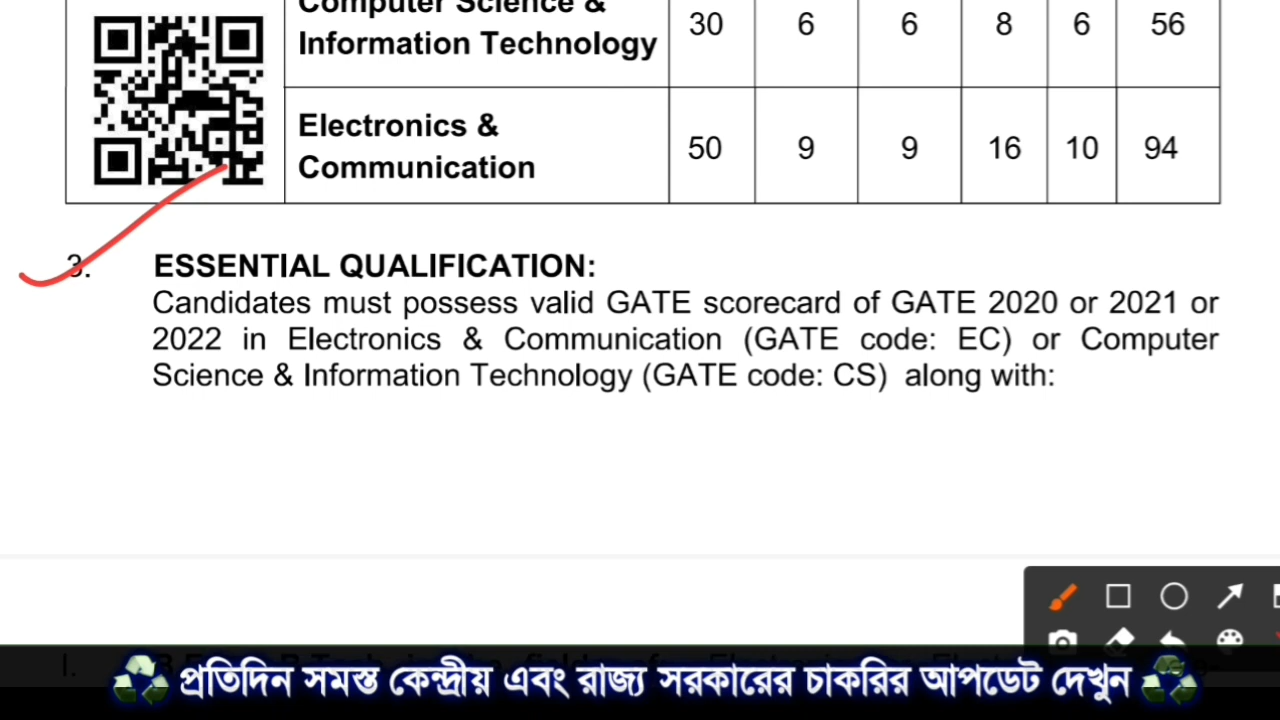 Computer Science &
Information Technology
30 6 6 8 6 56
Electronics &
Communication
50 9 9 16 10 94
3. ESSENTIAL QUALIFICATION:
Candidates must possess valid GATE scorecard of GATE 2020 or 2021 or
2022 in Electronics & Communication (GATE code: EC) or Computer
Science & Information Technology (GATE code: CS) along with:
I.
প্রতিদিন সমস্ত কেন্দ্রীয় এবং রাজ্য সরকারের চাকরির আপডেট দেখুন